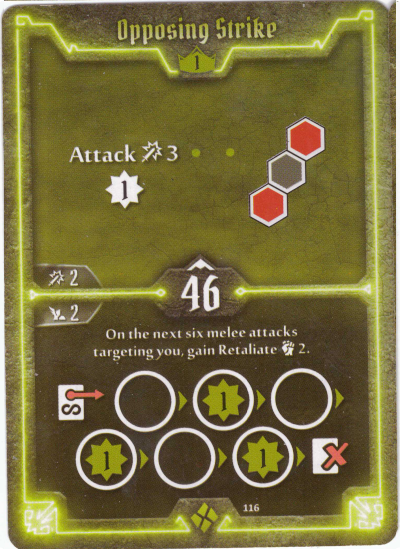 Opposing Strike
1
Attack 3
1
2
46
2
On the next six melee attacks
targeting you, gain Retaliate 2.
1
1
1
116